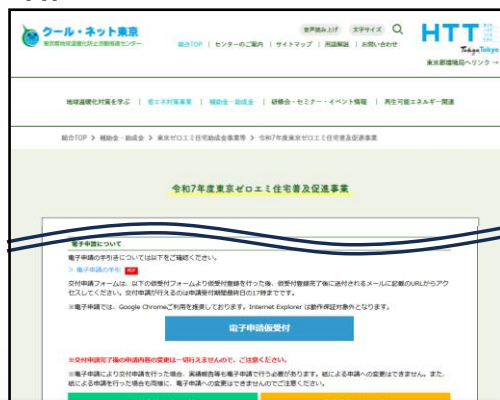 クール・ネット東京
東京都地球温暖化防止活動推進センター
音声読み上げ 文字サイズ
総合TOP | センターのご案内 | サイトマップ | 用語解説 | お問い合わせ
HTT
TokyoTokyo
東京都環境局へリンク →
地球温暖化対策を学ぶ | 省エネ対策事業 | 補助金・助成金 | 研修会・セミナー・イベント情報 | 再生可能エネルギー関連
総合TOP > 補助金・助成金 > 東京ゼロエミ住宅助成金事業等 > 令和7年度東京ゼロエミ住宅普及促進事業
令和7年度東京ゼロエミ住宅普及促進事業
電子申請について
電子申請の手引きについては以下をご確認ください。
> 電子申請の手引 PDF
交付申請フォームは、以下の仮受付フォームより仮受付登録を行った後、仮受付登録完了後に送付されるメールに記載のURLからアク
セスしてください。交付申請が行えるのは申請受付期間最終日の17時までです。
※電子申請では、Google Chromeご利用を推奨しております。Internet Explorer は動作保証対象外となります。
電子申請仮受付
※交付申請完了後の申請内容の変更は一切行えませんので、ご注意ください。
※電子申請により交付申請を行った場合、実績報告等も電子申請で行う必要があります。紙による申請への変更はできません。また、
紙による申請を行った場合も同様に、電子申請への変更はできませんのでご注意ください。